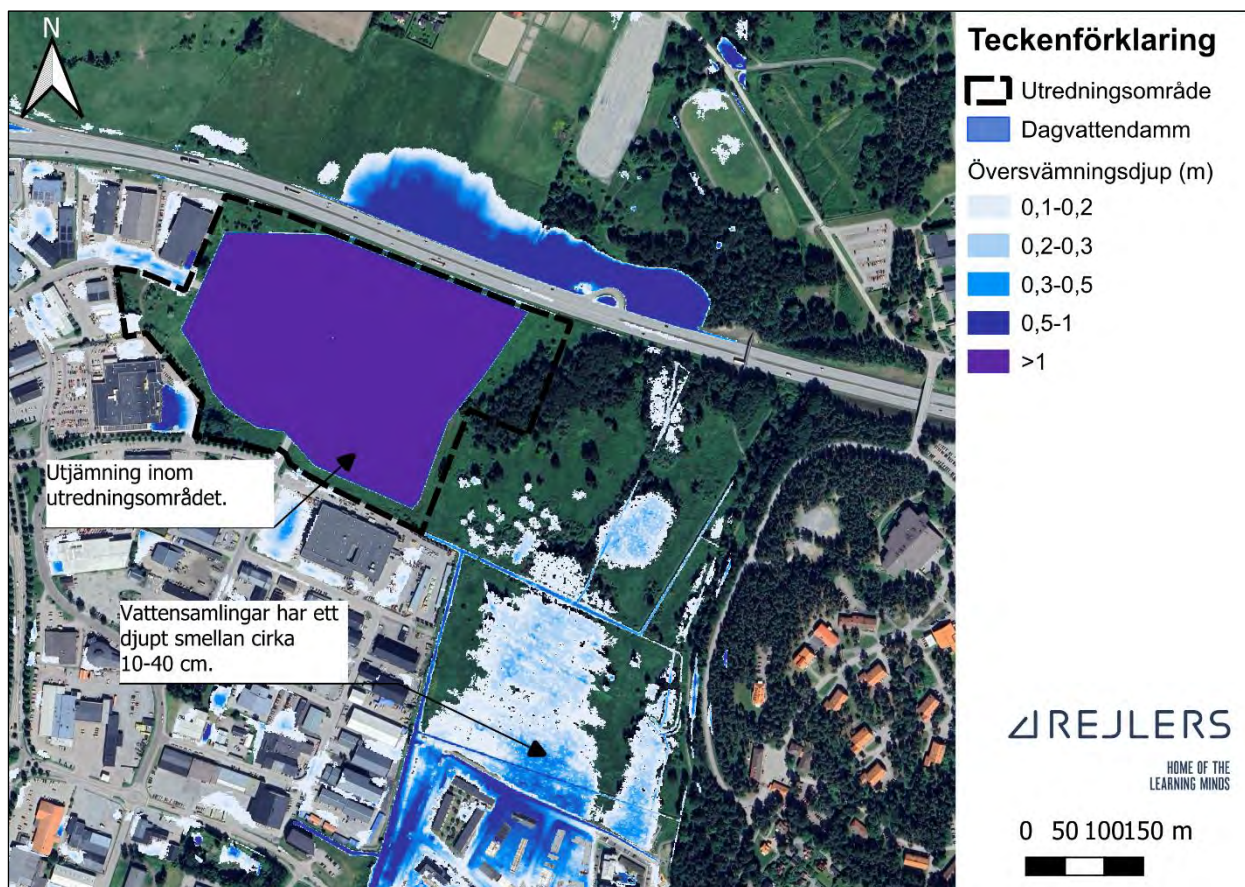 N
Utjämning inom
utredningsområdet.
Vattensamlingar har ett
djupt smellan cirka
10-40 cm.
Teckenförklaring
Utredningsområde
Dagvattendamm
Översvämningsdjup (m)
0,1-0,2
0,2-0,3
0,3-0,5
0,5-1
>1
REJLERS
HOME OF THE
LEARNING MINDS
0 50 100150 m